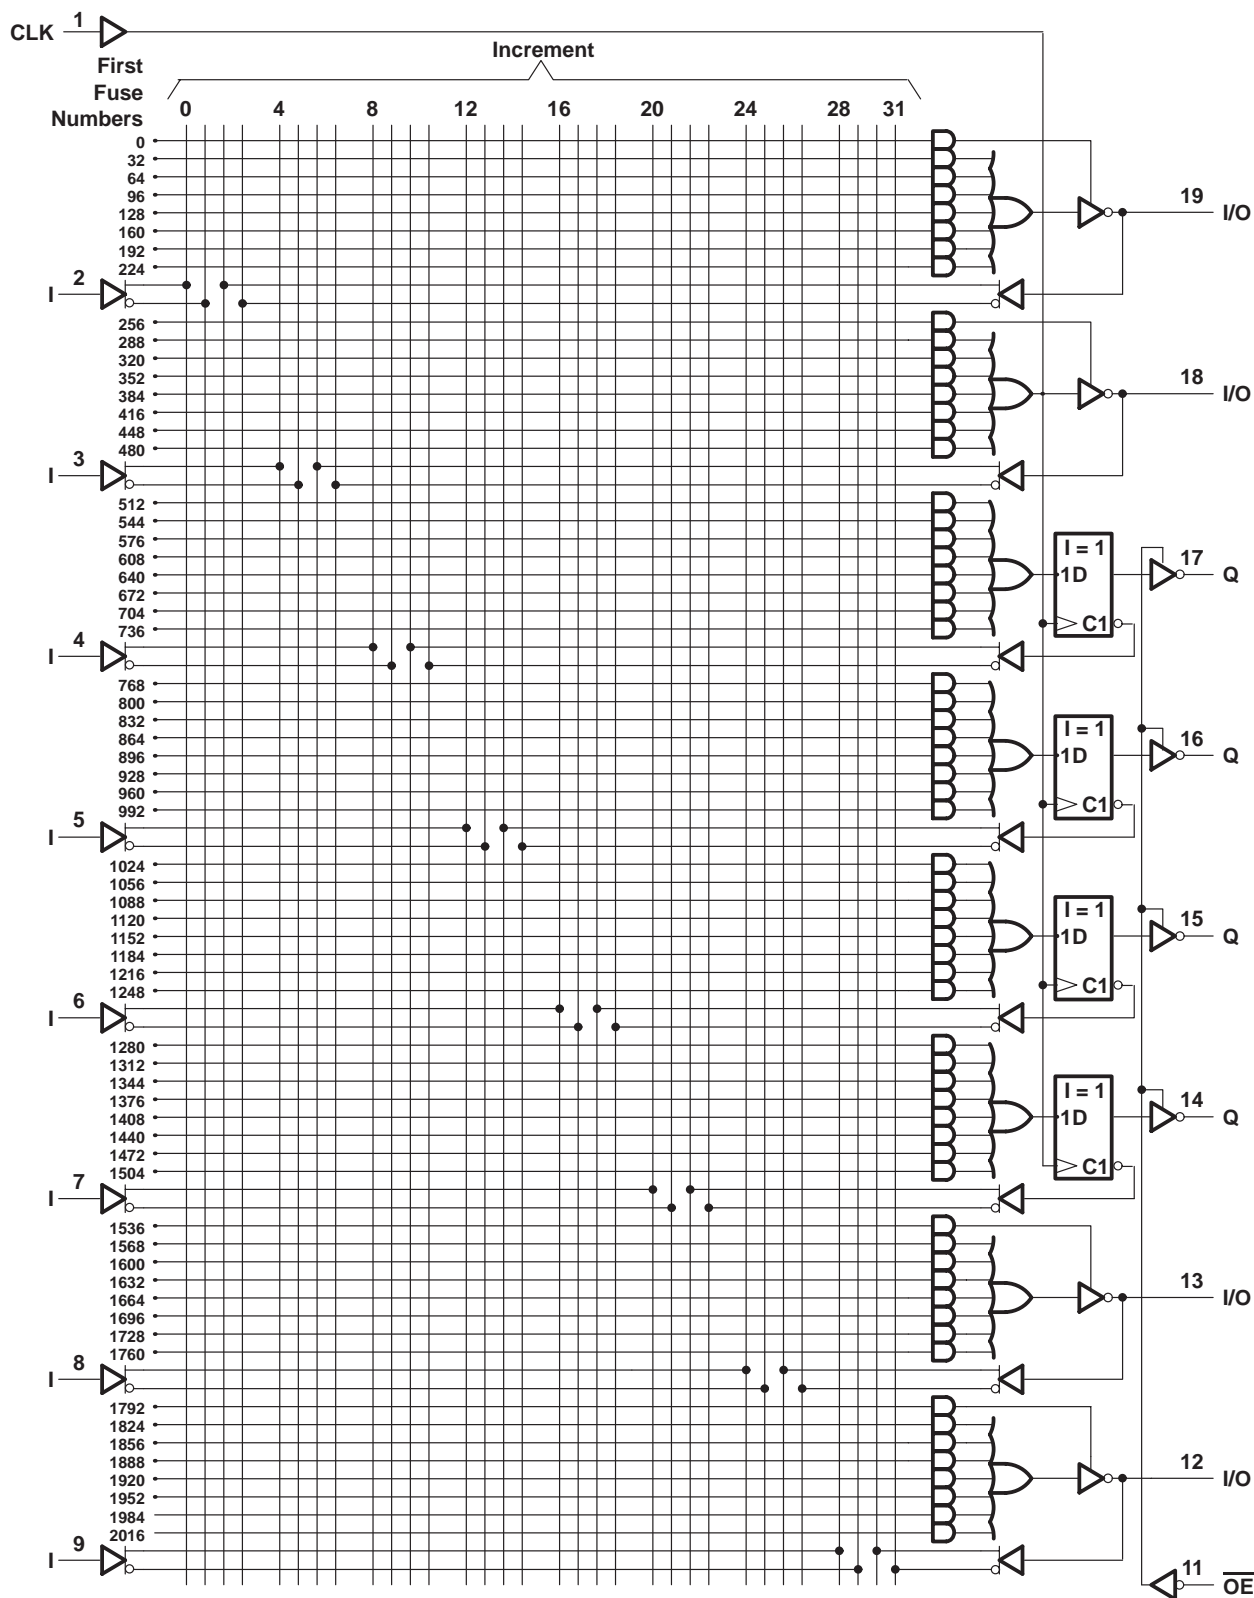 CLK 1
Increment
First
Fuse
Numbers
0 4 8 12 16 20 24 28 31
0
32
64
96
128
160
192
224
19 I/O
I 2
256
288
320
352
384
416
448
480
18 I/O
I 3
512
544
576
608
640
672
704
736
I = 1
1D
C1
17 Q
I 4
768
800
832
864
896
928
960
992
I = 1
1D
C1
16 Q
I 5
1024
1056
1088
1120
1152
1184
1216
1248
I = 1
1D
C1
15 Q
I 6
1280
1312
1344
1376
1408
1440
1472
1504
I = 1
1D
C1
14 Q
I 7
1536
1568
1600
1632
1664
1696
1728
1760
13 I/O
I 8
1792
1824
1856
1888
1920
1952
1984
2016
12 I/O
I 9
11 OE